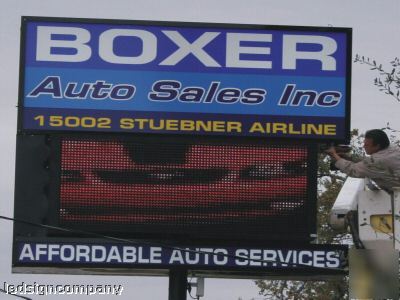 BOXER
Auto Sales Inc
15002 STUEBNER AIRLINE
AFFORDABLE AUTO SERVICES
ledsigncompany